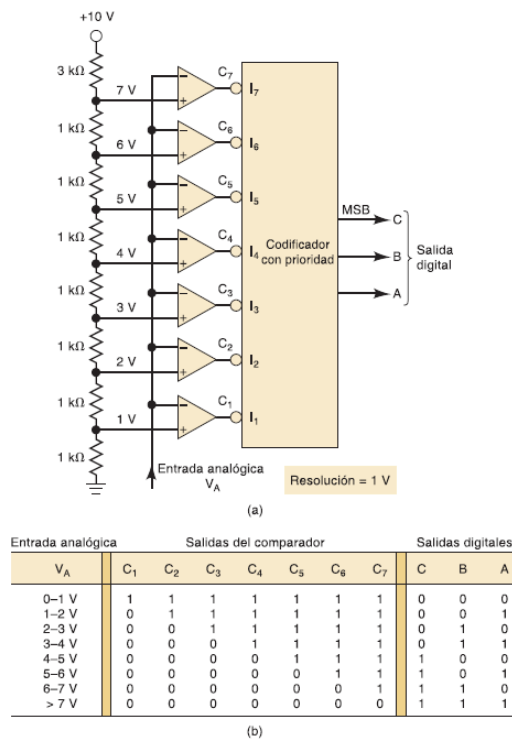 +10 V
3 kΩ
7 V
C7
I7
1 kΩ
6 V
C6
I6
1 kΩ
5 V
C5
I5
1 kΩ
4 V
C4
I4
Codificador
con prioridad
1 kΩ
3 V
C3
I3
1 kΩ
2 V
C2
I2
1 kΩ
1 V
C1
I1
1 kΩ
− + − + − + − + − + − + − +
MSB
C
B
A
Salida
digital
Entrada analógica
VA
Resolución = 1 V
(a)
Entrada analógica Salidas del comparador Salidas digitales
VA C1 C2 C3 C4 C5 C6 C7 C B A
0–1 V 1 1 1 1 1 1 1 0 0 0
1–2 V 0 1 1 1 1 1 1 0 0 1
2–3 V 0 0 1 1 1 1 1 0 1 0
3–4 V 0 0 0 1 1 1 1 0 1 1
4–5 V 0 0 0 0 1 1 1 1 0 0
5–6 V 0 0 0 0 0 1 1 1 0 1
6–7 V 0 0 0 0 0 0 1 1 1 0
> 7 V 0 0 0 0 0 0 0 1 1 1
(b)